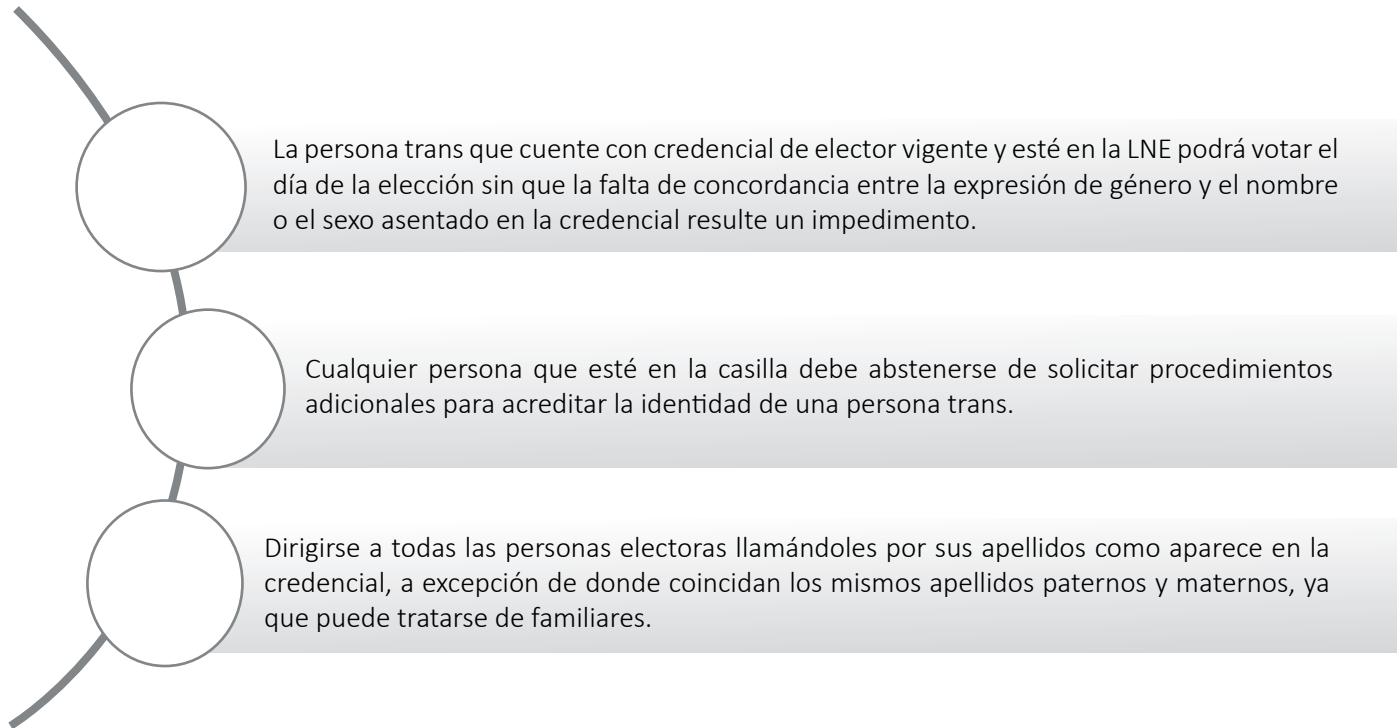 La persona trans que cuente con credencial de elector vigente y esté en la LNE podrá votar el
día de la elección sin que la falta de concordancia entre la expresión de género y el nombre
o el sexo asentado en la credencial resulte un impedimento.
Cualquier persona que esté en la casilla debe abstenerse de solicitar procedimientos
adicionales para acreditar la identidad de una persona trans.
Dirigirse a todas las personas electoras llamándoles por sus apellidos como aparece en la
credencial, a excepción de donde coincidan los mismos apellidos paternos y maternos, ya
que puede tratarse de familiares.